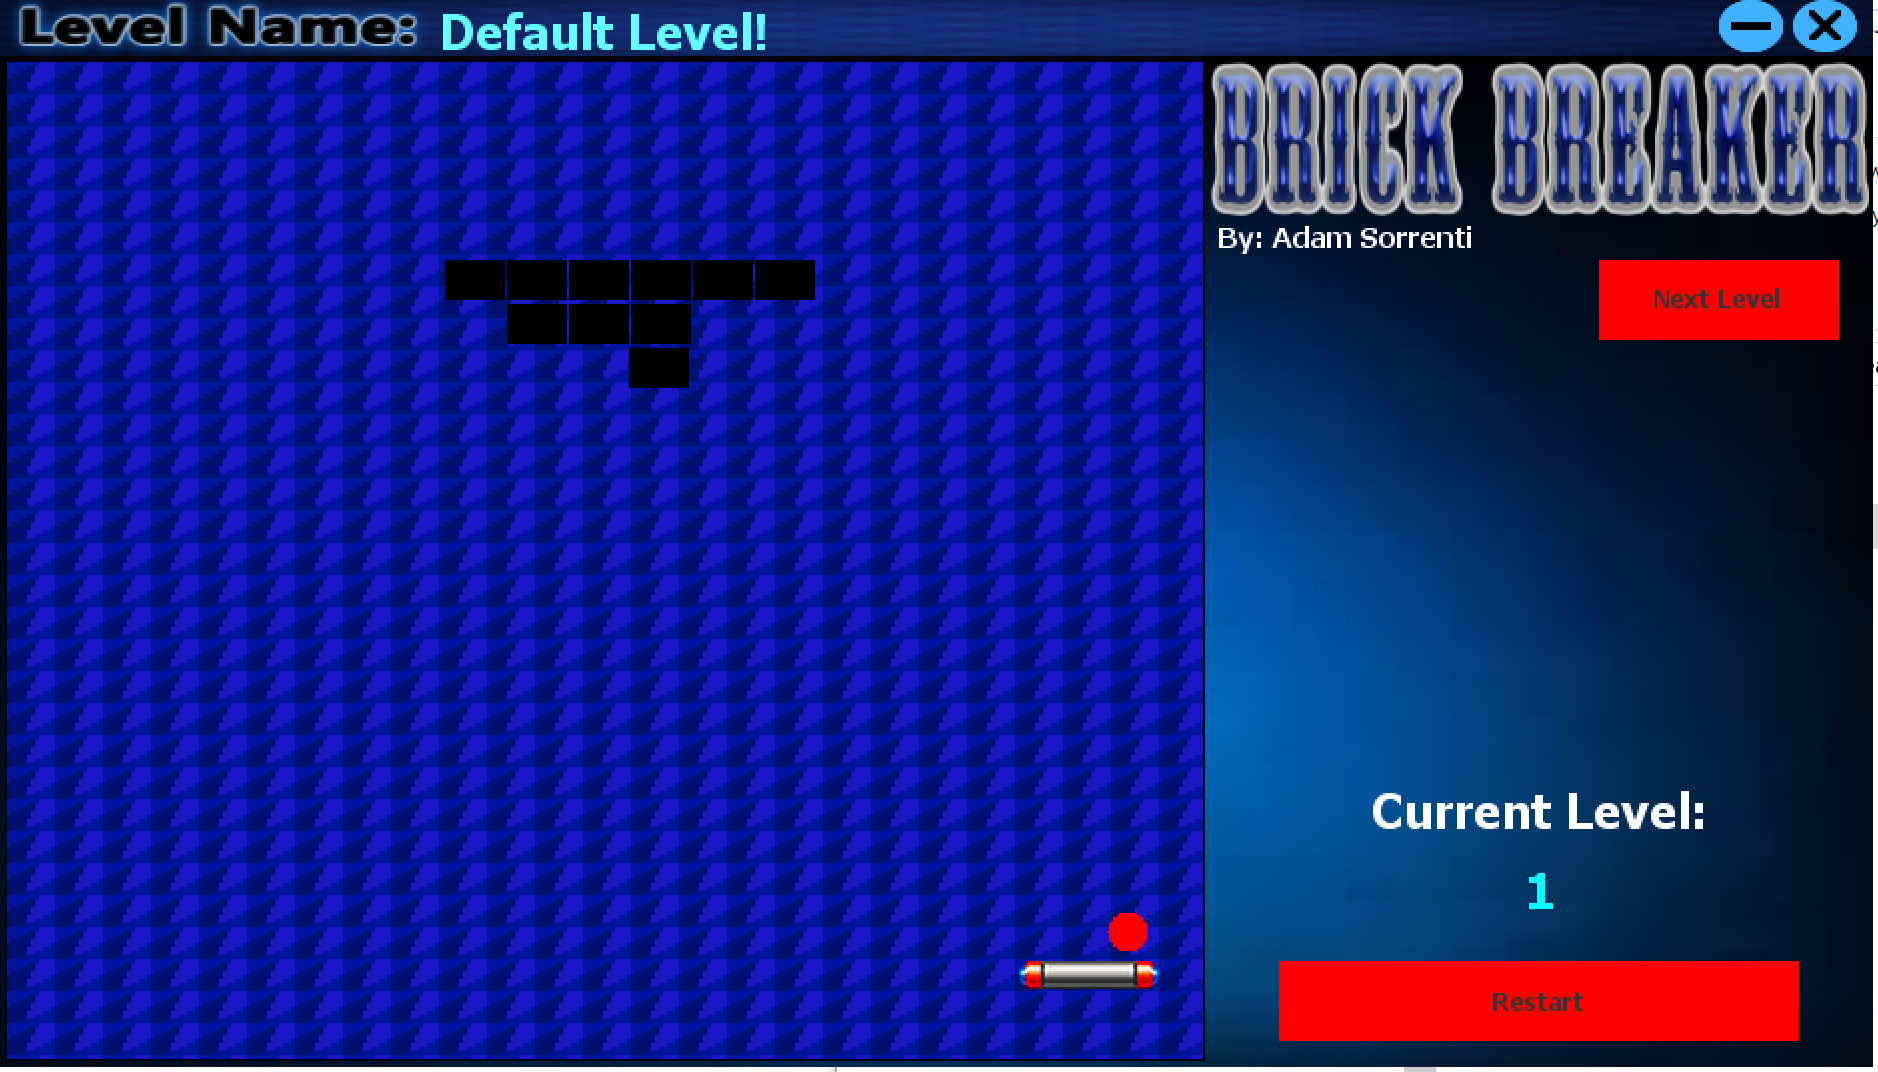 Level Name: Default Level!
BRICK BREAKER
By: Adam Sorrenti
Next Level
Current Level:
1
Restart